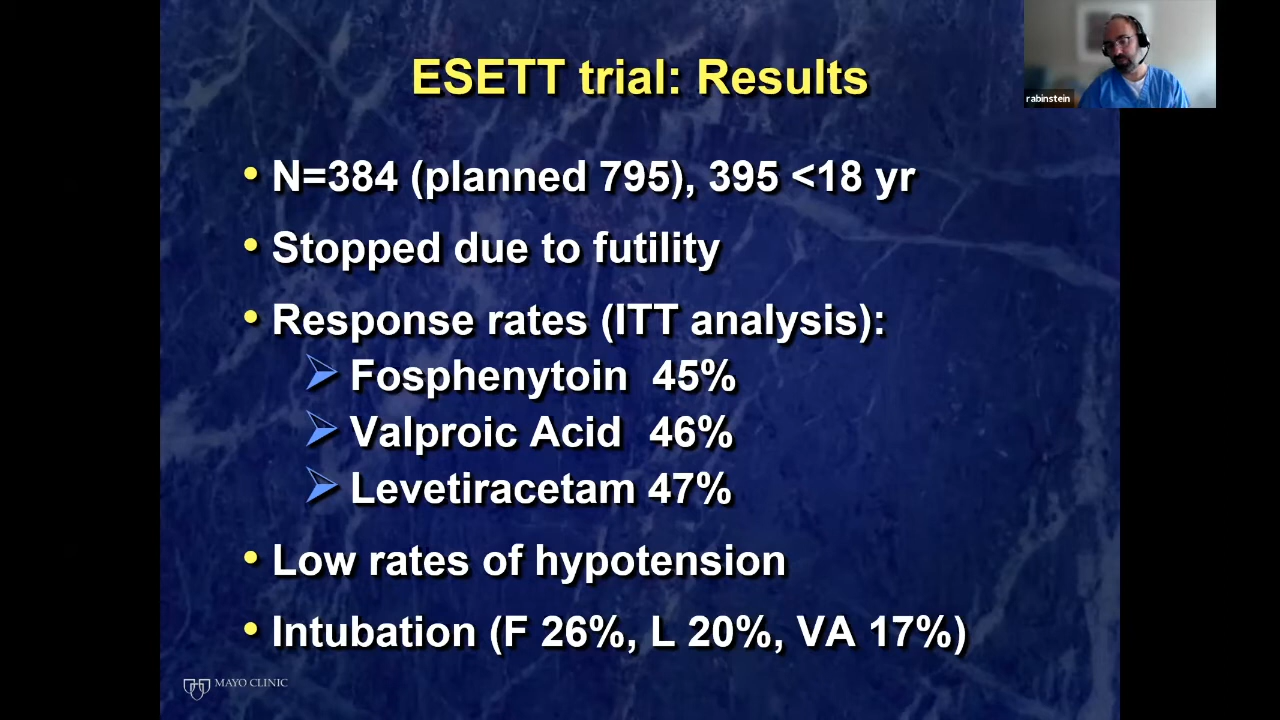 ESETT trial: Results
rabinstein
• N=384 (planned 795), 395 <18 yr
• Stopped due to futility
• Response rates (ITT analysis):
➢ Fosphenytoin 45%
➢ Valproic Acid 46%
➢ Levetiracetam 47%
• Low rates of hypotension
• Intubation (F 26%, L 20%, VA 17%)
MAYO CLINIC